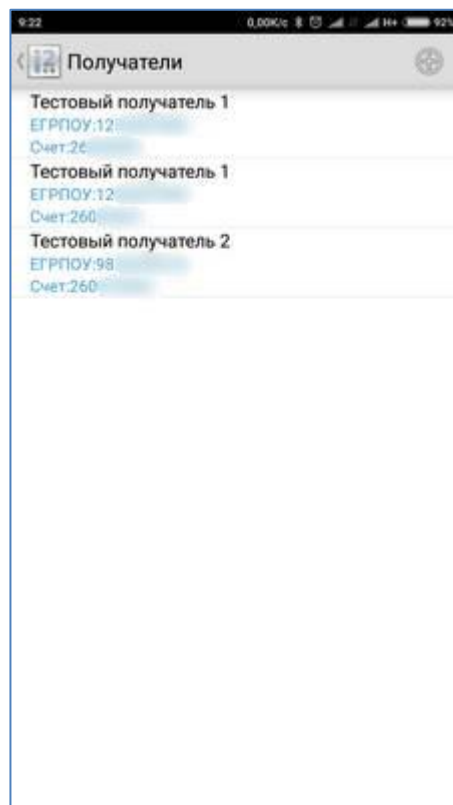 9:22 0,00K/c H+ 92%
Получатели
Тестовый получатель 1
ЕГРПОУ:12
Счет:26
Тестовый получатель 1
ЕГРПОУ:12
Счет:260
Тестовый получатель 2
ЕГРПОУ:98
Счет:260